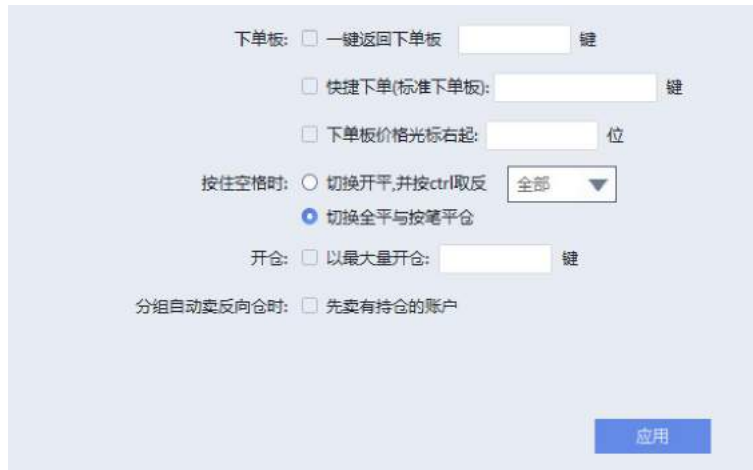 下单板: 一键返回下单板 键
快捷下单(标准下单板): 键
下单板价格光标右起: 位
按住空格时: 切换开平,并按ctrl取反 全部
切换全平与按笔平仓
开仓: 以最大量开仓: 键
分组自动卖反向仓时: 先卖有持仓的账户
应用